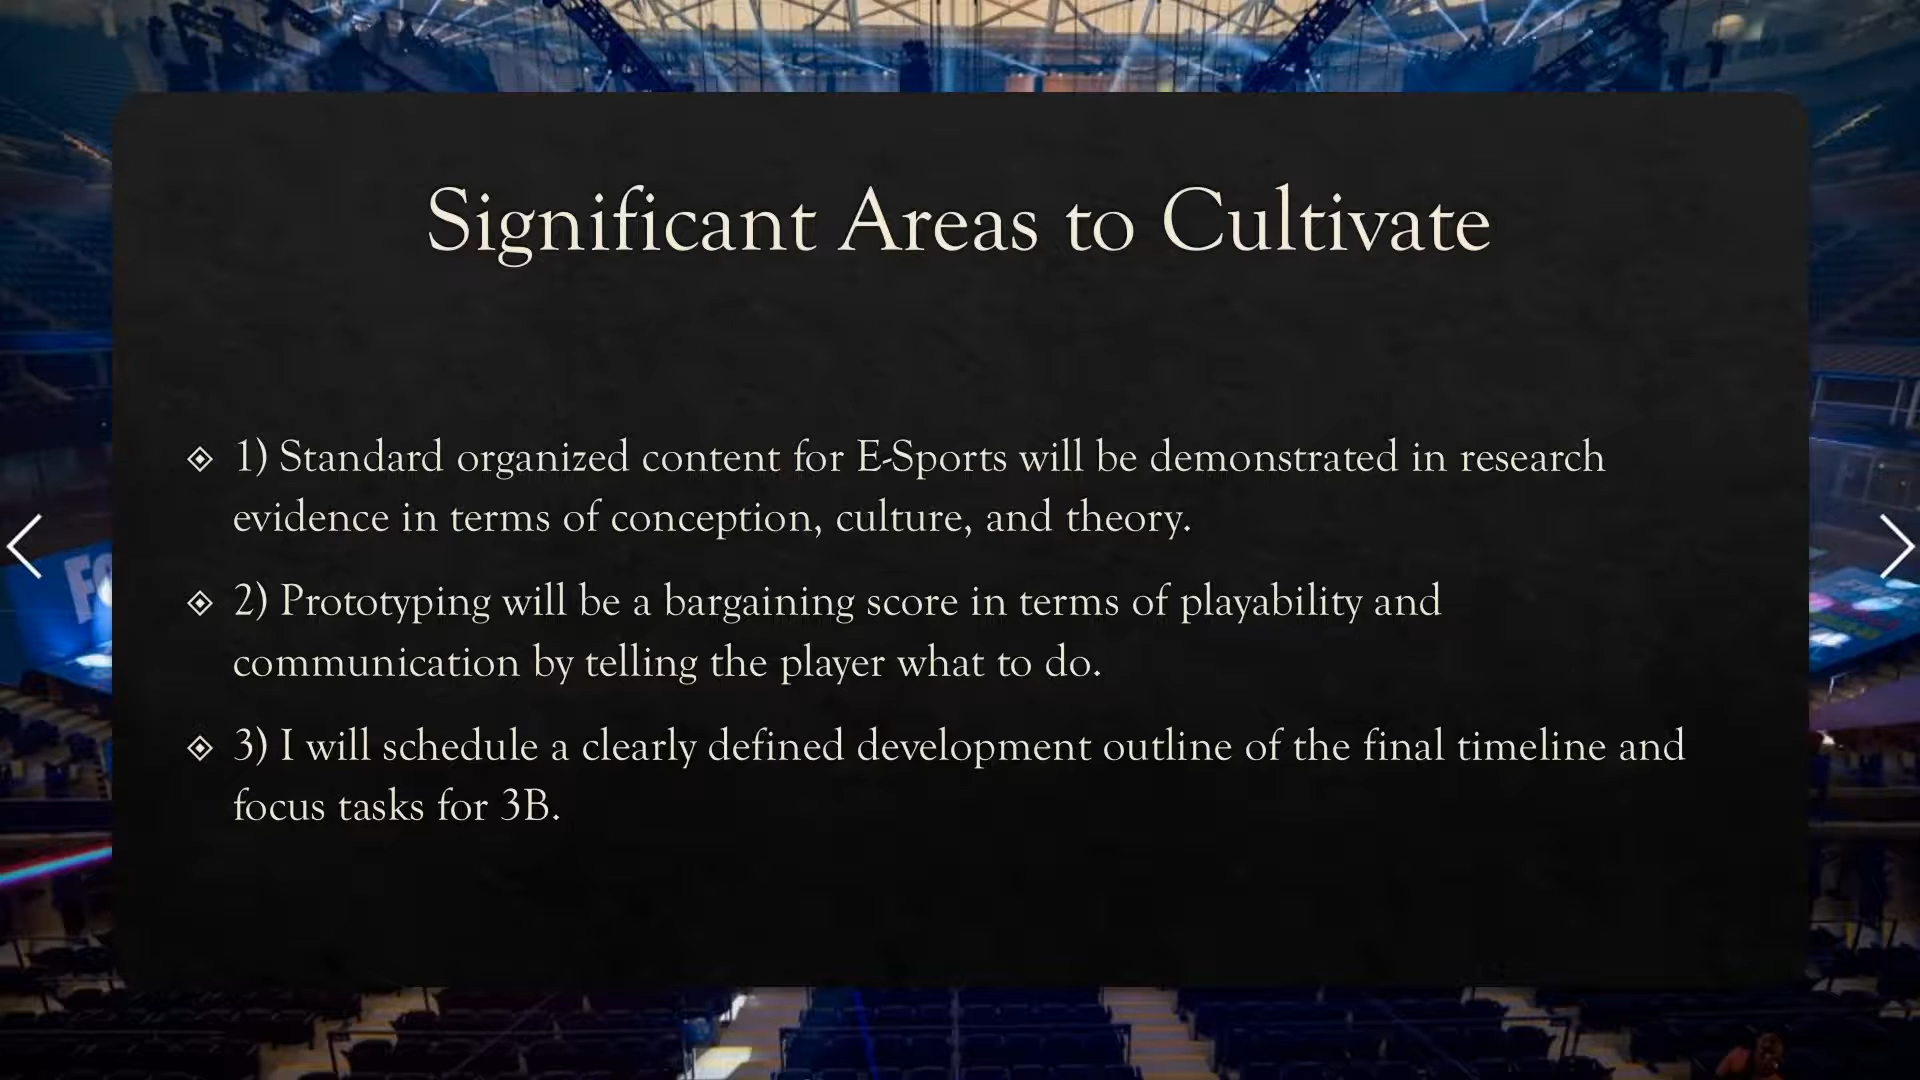 Significant Areas to Cultivate
1) Standard organized content for E-Sports will be demonstrated in research
evidence in terms of conception, culture, and theory.
2) Prototyping will be a bargaining score in terms of playability and
communication by telling the player what to do.
3) I will schedule a clearly defined development outline of the final timeline and
focus tasks for 3B.